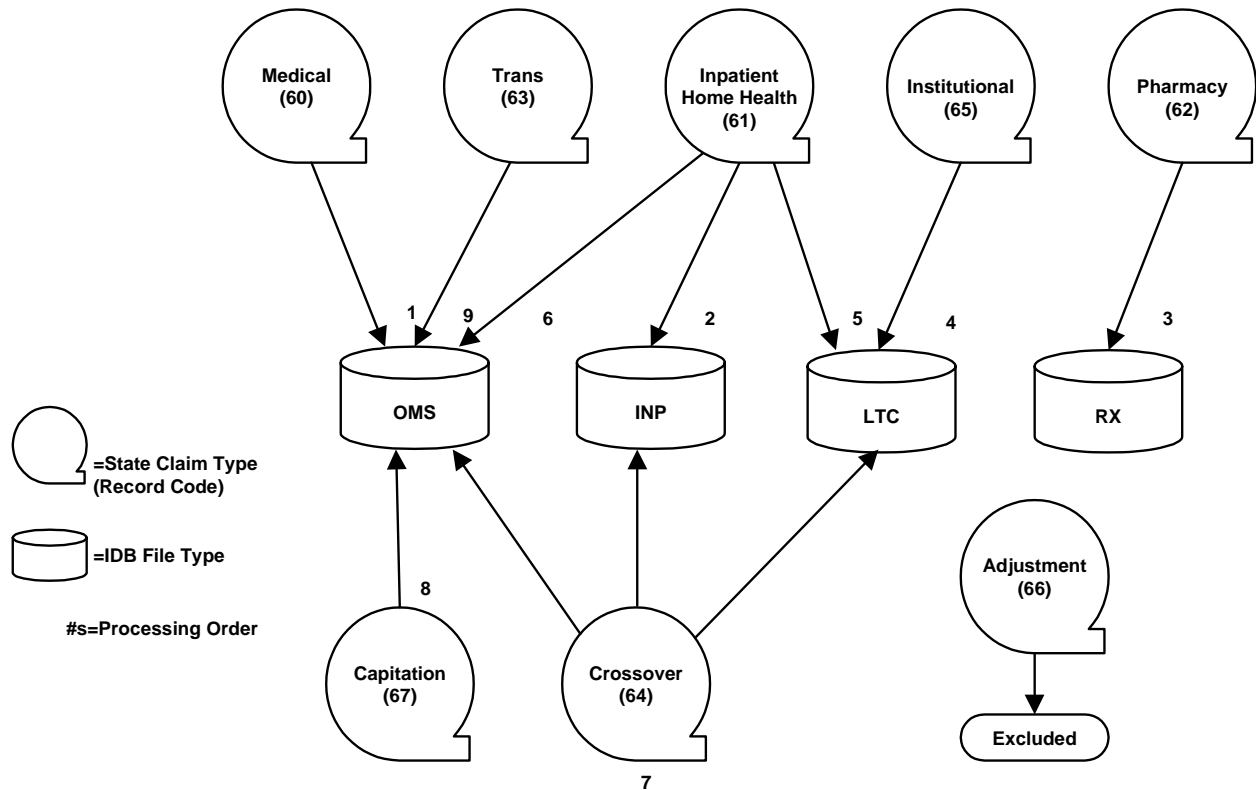 Medical
(60)
Trans
(63)
Inpatient
Home Health
(61)
Institutional
(65)
Pharmacy
(62)
1
9
6
2
5
4
3
OMS
INP
LTC
RX
=State Claim Type
(Record Code)
=IDB File Type
#s=Processing Order
8
Capitation
(67)
Crossover
(64)
7
Adjustment
(66)
Excluded